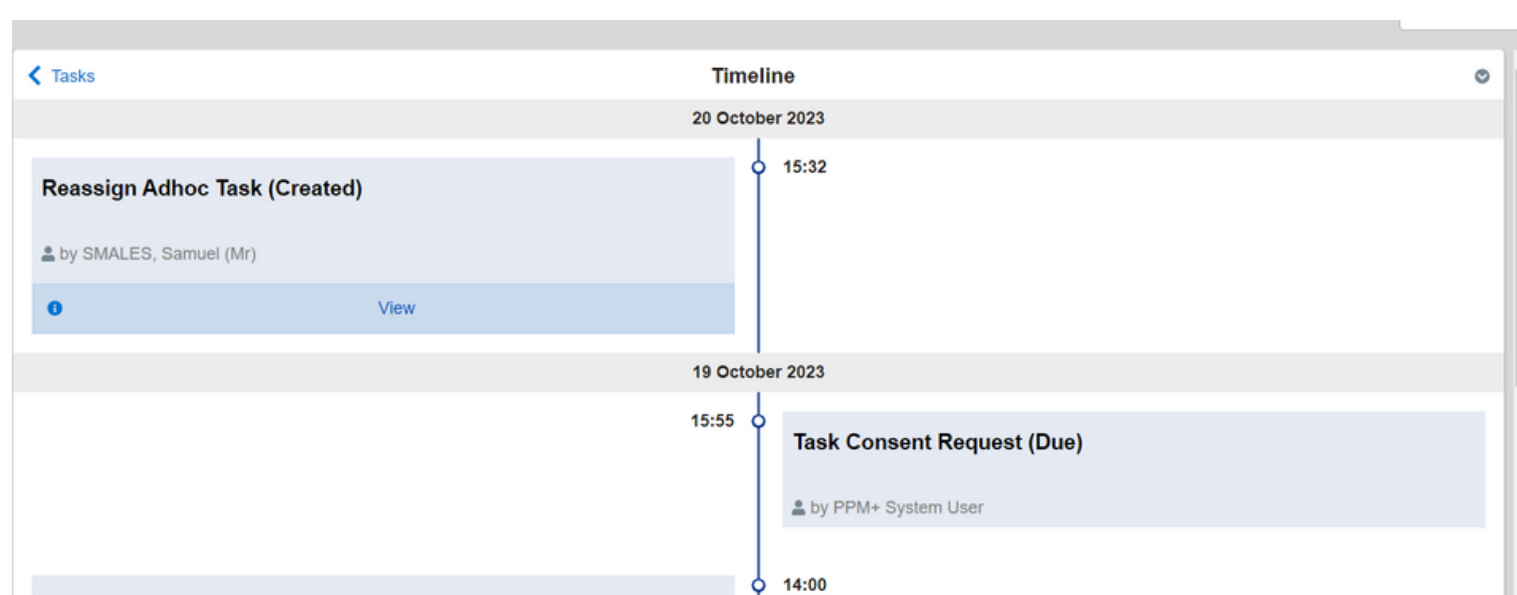 Tasks
Timeline
20 October 2023
15:32
Reassign Adhoc Task (Created)
by SMALES, Samuel (Mr)
View
19 October 2023
15:55
Task Consent Request (Due)
by PPM+ System User
14:00